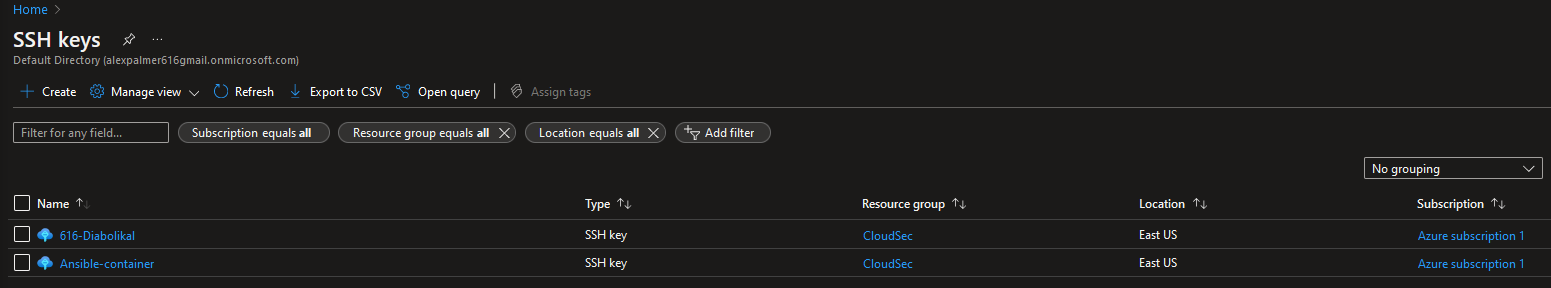 Home >
SSH keys ...
Default Directory (alexpalmer616gmail.onmicrosoft.com)
Create Manage view Refresh Export to CSV Open query | Assign tags
Filter for any field... Subscription equals all Resource group equals all Location equals all Add filter
No grouping
Name Type Resource group Location Subscription
616-Diabolikal SSH key CloudSec East US Azure subscription 1
Ansible-container SSH key CloudSec East US Azure subscription 1